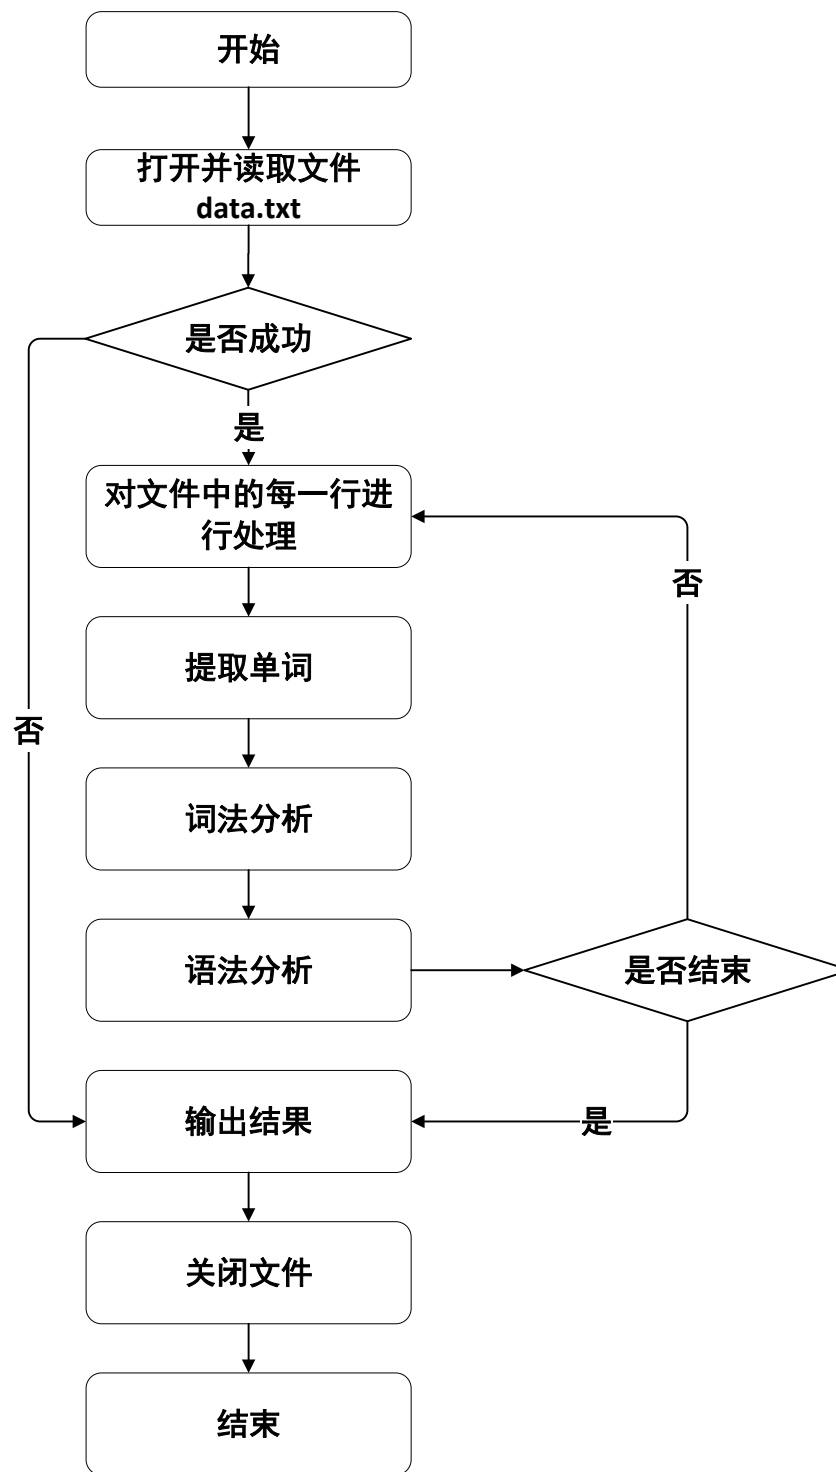 开始
打开并读取文件
data.txt
是否成功
是
对文件中的每一行进
行处理
否
提取单词
否
词法分析
语法分析
是否结束
输出结果
是
关闭文件
结束